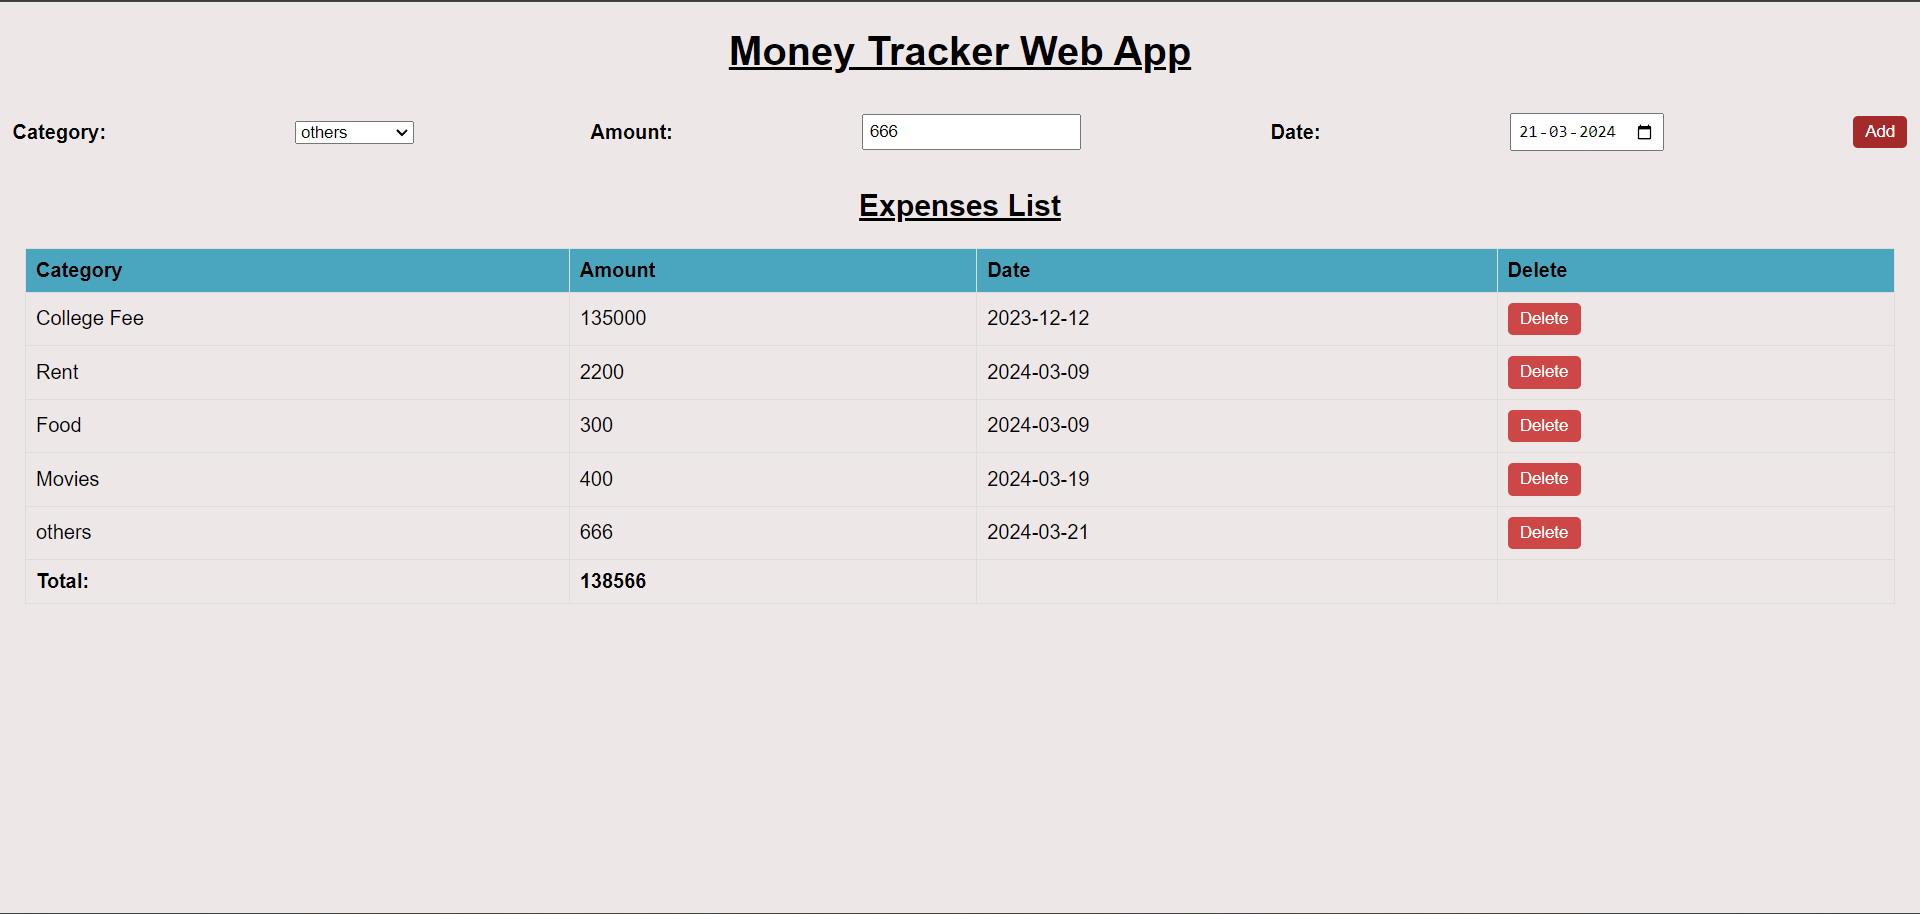 Money Tracker Web App
Category: others Amount: 666 Date: 21-03-2024 Add
Expenses List
Category Amount Date Delete
College Fee 135000 2023-12-12 Delete
Rent 2200 2024-03-09 Delete
Food 300 2024-03-09 Delete
Movies 400 2024-03-19 Delete
others 666 2024-03-21 Delete
Total: 138566